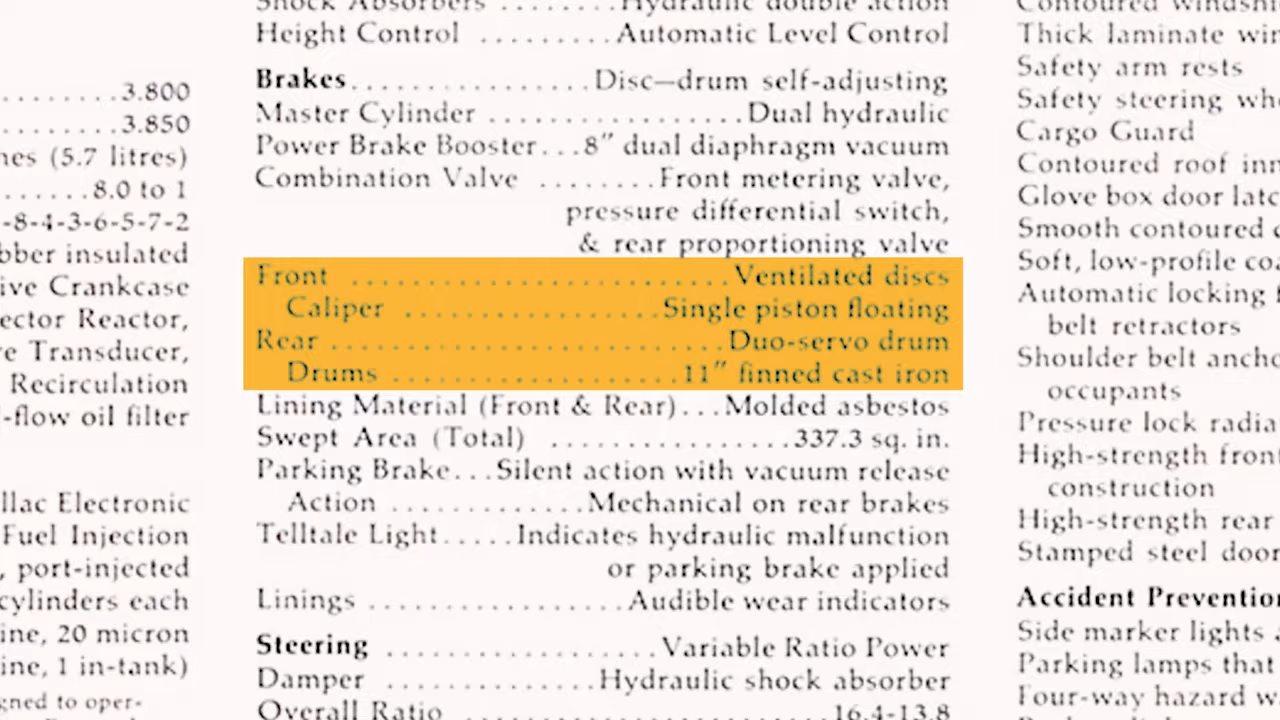 3.800
3.850
nes (5.7 litres)
8.0 to 1
-8-4-3-6-5-7-2
bber insulated
ive Crankcase
ector Reactor,
re Transducer,
Recirculation
-flow oil filter
llac Electronic
Fuel Injection
, port-injected
cylinders each
ine, 20 micron
ine, 1 in-tank)
gned to oper-
Shock Absorbers ........Hydraulic double action
Height Control .........Automatic Level Control
Brakes................Disc—drum self-adjusting
Master Cylinder ................Dual hydraulic
Power Brake Booster...8" dual diaphragm vacuum
Combination Valve ........Front metering valve,
pressure differential switch,
& rear proportioning valve
Front ..........................Ventilated discs
Caliper .................Single piston floating
Rear ..........................Duo-servo drum
Drums ...................11" finned cast iron
Lining Material (Front & Rear)...Molded asbestos
Swept Area (Total) ................337.3 sq. in.
Parking Brake...Silent action with vacuum release
Action .............Mechanical on rear brakes
Telltale Light.....Indicates hydraulic malfunction
or parking brake applied
Linings ..................Audible wear indicators
Steering ..................Variable Ratio Power
Damper ...............Hydraulic shock absorber
Overall Ratio ..........................16.4-13.8
Contoured
Thick laminate
Safety arm rests
Safety steering
Cargo Guard
Contoured roof
Glove box door
Smooth contoured
Soft, low-profile
Automatic locking
belt retractors
Shoulder belt
occupants
Pressure lock
High-strength
construction
High-strength rear
Stamped steel
Accident
Side marker lights
Parking lamps that
Four-way hazard